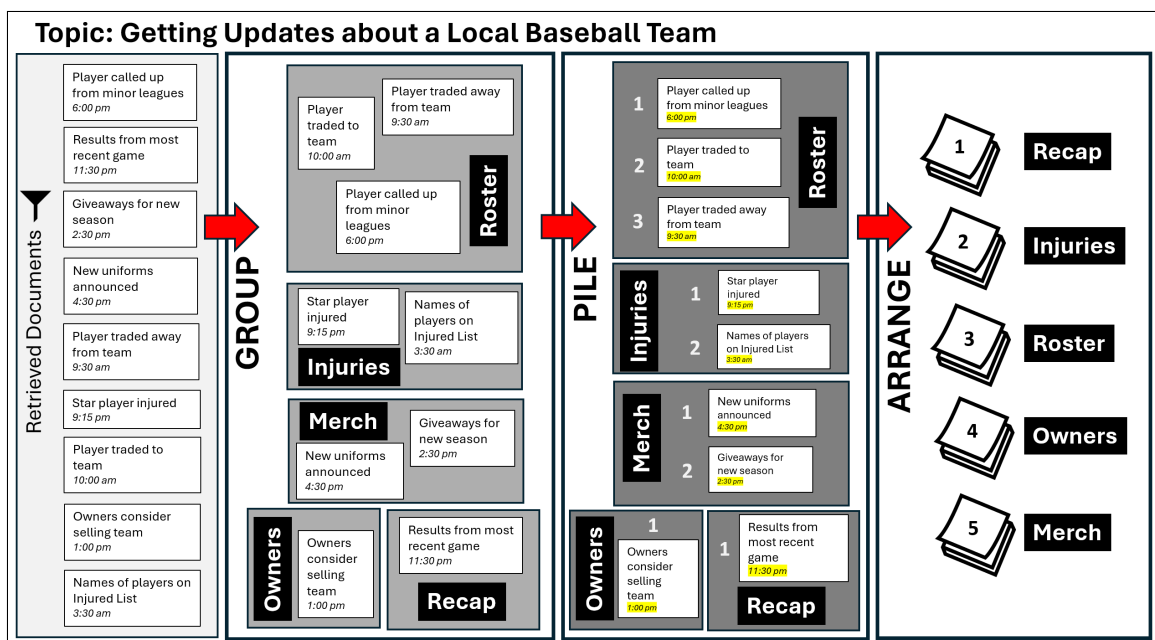 Topic: Getting Updates about a Local Baseball Team
Retrieved Documents
Player called up
from minor leagues
6:00 pm
Results from most
recent game
11:30 pm
Giveaways for new
season
2:30 pm
New uniforms
announced
4:30 pm
Player traded away
from team
9:30 am
Star player injured
9:15 pm
Player traded to
team
10:00 am
Owners consider
selling team
1:00 pm
Names of players on
Injured List
3:30 am
GROUP
Player
traded to
team
10:00 am
Player traded away
from team
9:30 am
Player called up
from minor
leagues
6:00 pm
Roster
Star player
injured
9:15 pm
Names of
players on
Injured List
3:30 am
Injuries
Merch
New uniforms
announced
4:30 pm
Giveaways for
new season
2:30 pm
Owners
Owners
consider
selling
team
1:00 pm
Results from most
recent game
11:30 pm
Recap
PILE
1
Player called up
from minor leagues
6:00 pm
2
Player traded to
team
10:00 am
3
Player traded away
from team
9:30 am
Roster
Injuries
1
Star player
injured
9:15 pm
2
Names of players
on Injured List
3:30 am
Merch
1
New uniforms
announced
4:30 pm
2
Giveaways for
new season
2:30 pm
Owners
1
Owners
consider
selling
team
1:00 pm
1
Results from
most recent
game
11:30 pm
Recap
ARRANGE
1
Recap
2
Injuries
3
Roster
4
Owners
5
Merch